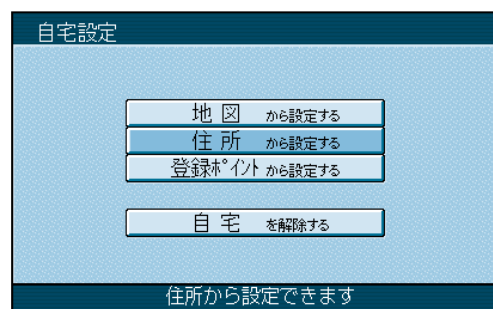 自宅設定
地図 から設定する
住所 から設定する
登録ﾎﾟｲﾝﾄ から設定する
自宅 を解除する
住所から設定できます